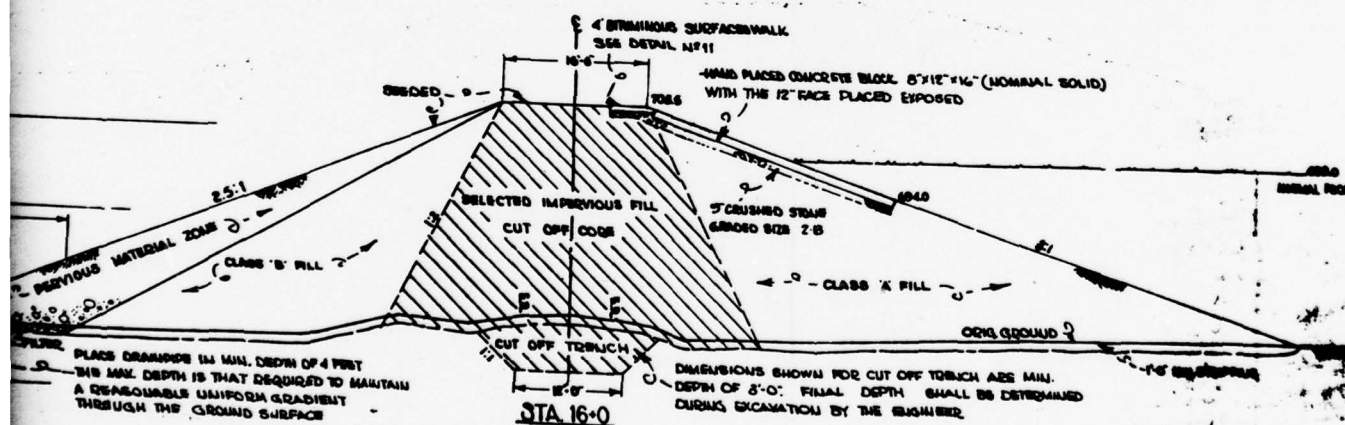 4' BITUMINOUS SURFACE WALK
SEE DETAIL Nº 11
16'-6"
HAND PLACED CONCRETE BLOCK 8"X12"X16" (NOMINAL SOLID)
WITH THE 12" FACE PLACED EXPOSED
SEEDED
705.5
2.5:1
PERVIOUS MATERIAL ZONE
CLASS 'B' FILL
SELECTED IMPERVIOUS FILL
CUT OFF CORE
CRUSHED STONE
GRADED SIZE 2-B
694.0
NORMAL
CLASS 'A' FILL
ORIG. GROUND
FILTER
CUT OFF TRENCH
PLACE DRAINPIPE IN MIN. DEPTH OF 4 FEET
THE MAX. DEPTH IS THAT REQUIRED TO MAINTAIN
A REASONABLE UNIFORM GRADIENT
THROUGH THE GROUND SURFACE
DIMENSIONS SHOWN FOR CUT OFF TRENCH ARE MIN.
DEPTH OF 8'-0". FINAL DEPTH SHALL BE DETERMINED
DURING EXCAVATION BY THE ENGINEER
STA. 16+0